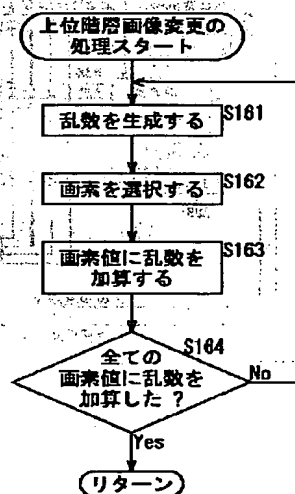 上位階層画像変更の
処理スタート
乱数を生成する
S161
画素を選択する
S162
画素値に乱数を
加算する
S163
全ての
画素値に乱数を
加算した？
S164
No
Yes
リターン